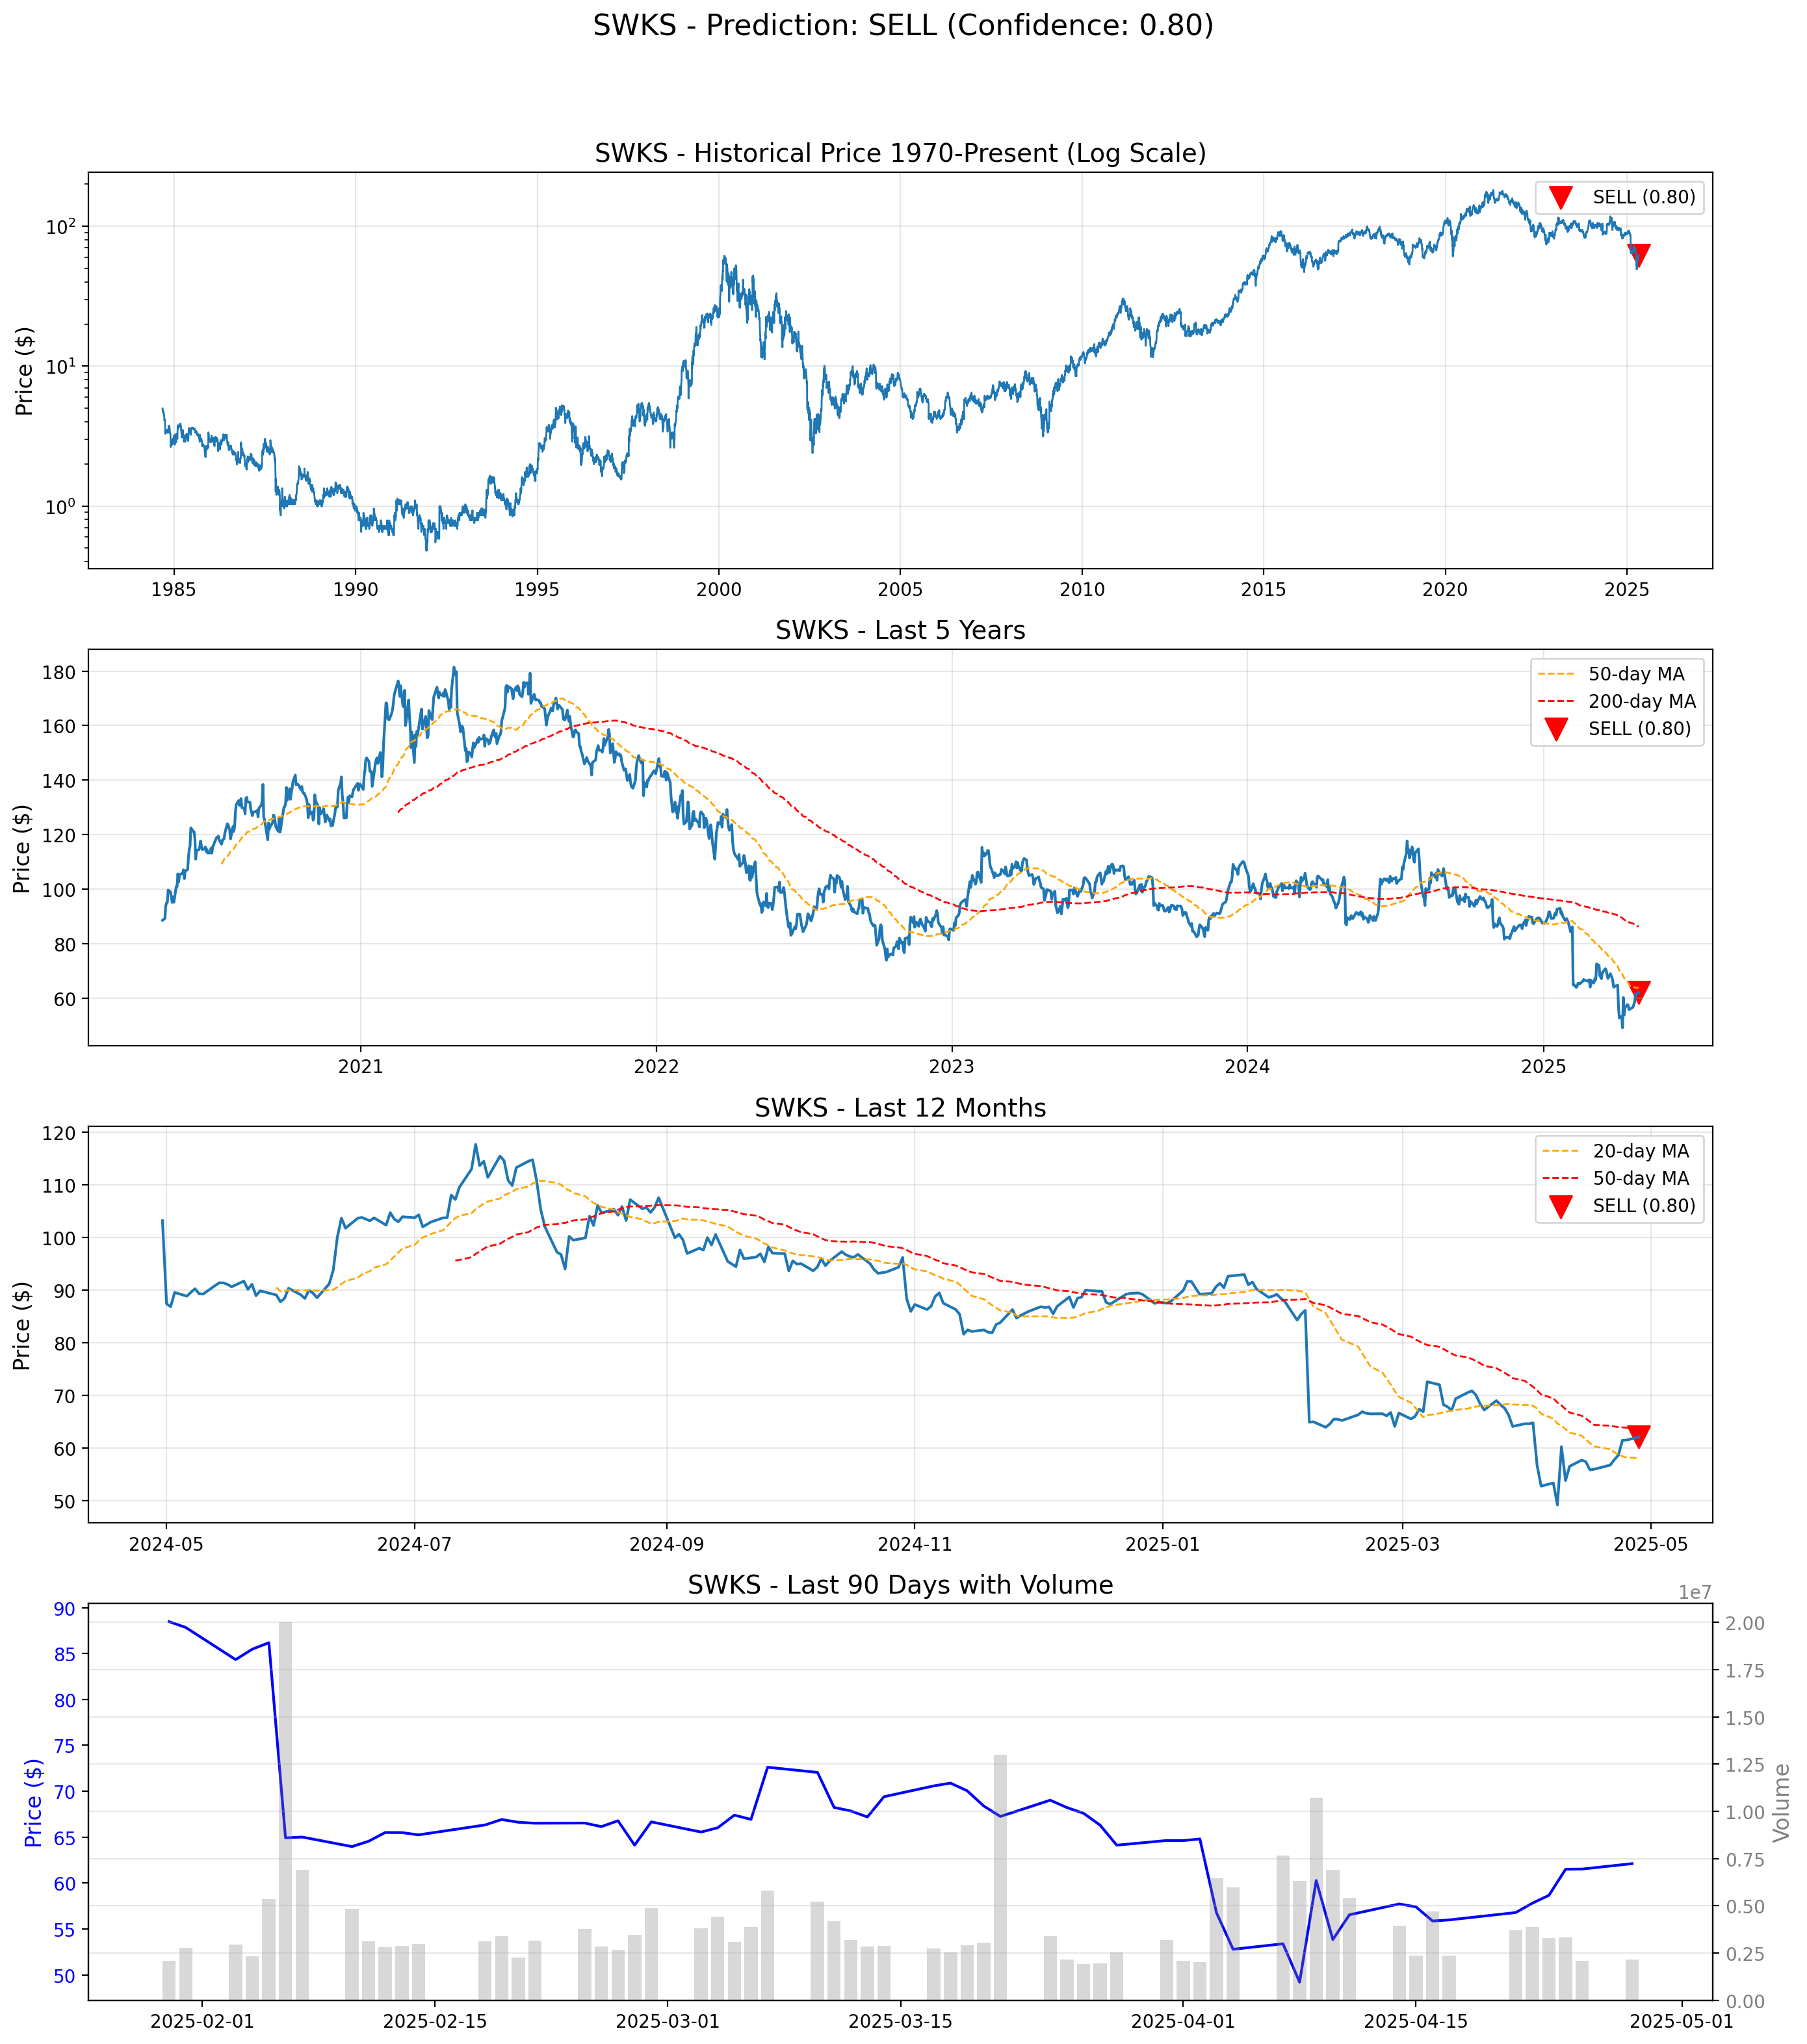 SWKS - Prediction: SELL (Confidence: 0.80)
SWKS - Historical Price 1970-Present (Log Scale)
Price ($)
10²
10¹
10⁰
SELL (0.80)
1985 1990 1995 2000 2005 2010 2015 2020 2025
SWKS - Last 5 Years
Price ($)
180
160
140
120
100
80
60
50-day MA
200-day MA
SELL (0.80)
2021 2022 2023 2024 2025
SWKS - Last 12 Months
Price ($)
120
110
100
90
80
70
60
50
20-day MA
50-day MA
SELL (0.80)
2024-05 2024-07 2024-09 2024-11 2025-01 2025-03 2025-05
SWKS - Last 90 Days with Volume
1e7
Price ($)
90
85
80
75
70
65
60
55
50
2.00
1.75
1.50
1.25
1.00
0.75
0.50
0.25
0.00
Volume
2025-02-01 2025-02-15 2025-03-01 2025-03-15 2025-04-01 2025-04-15 2025-05-01